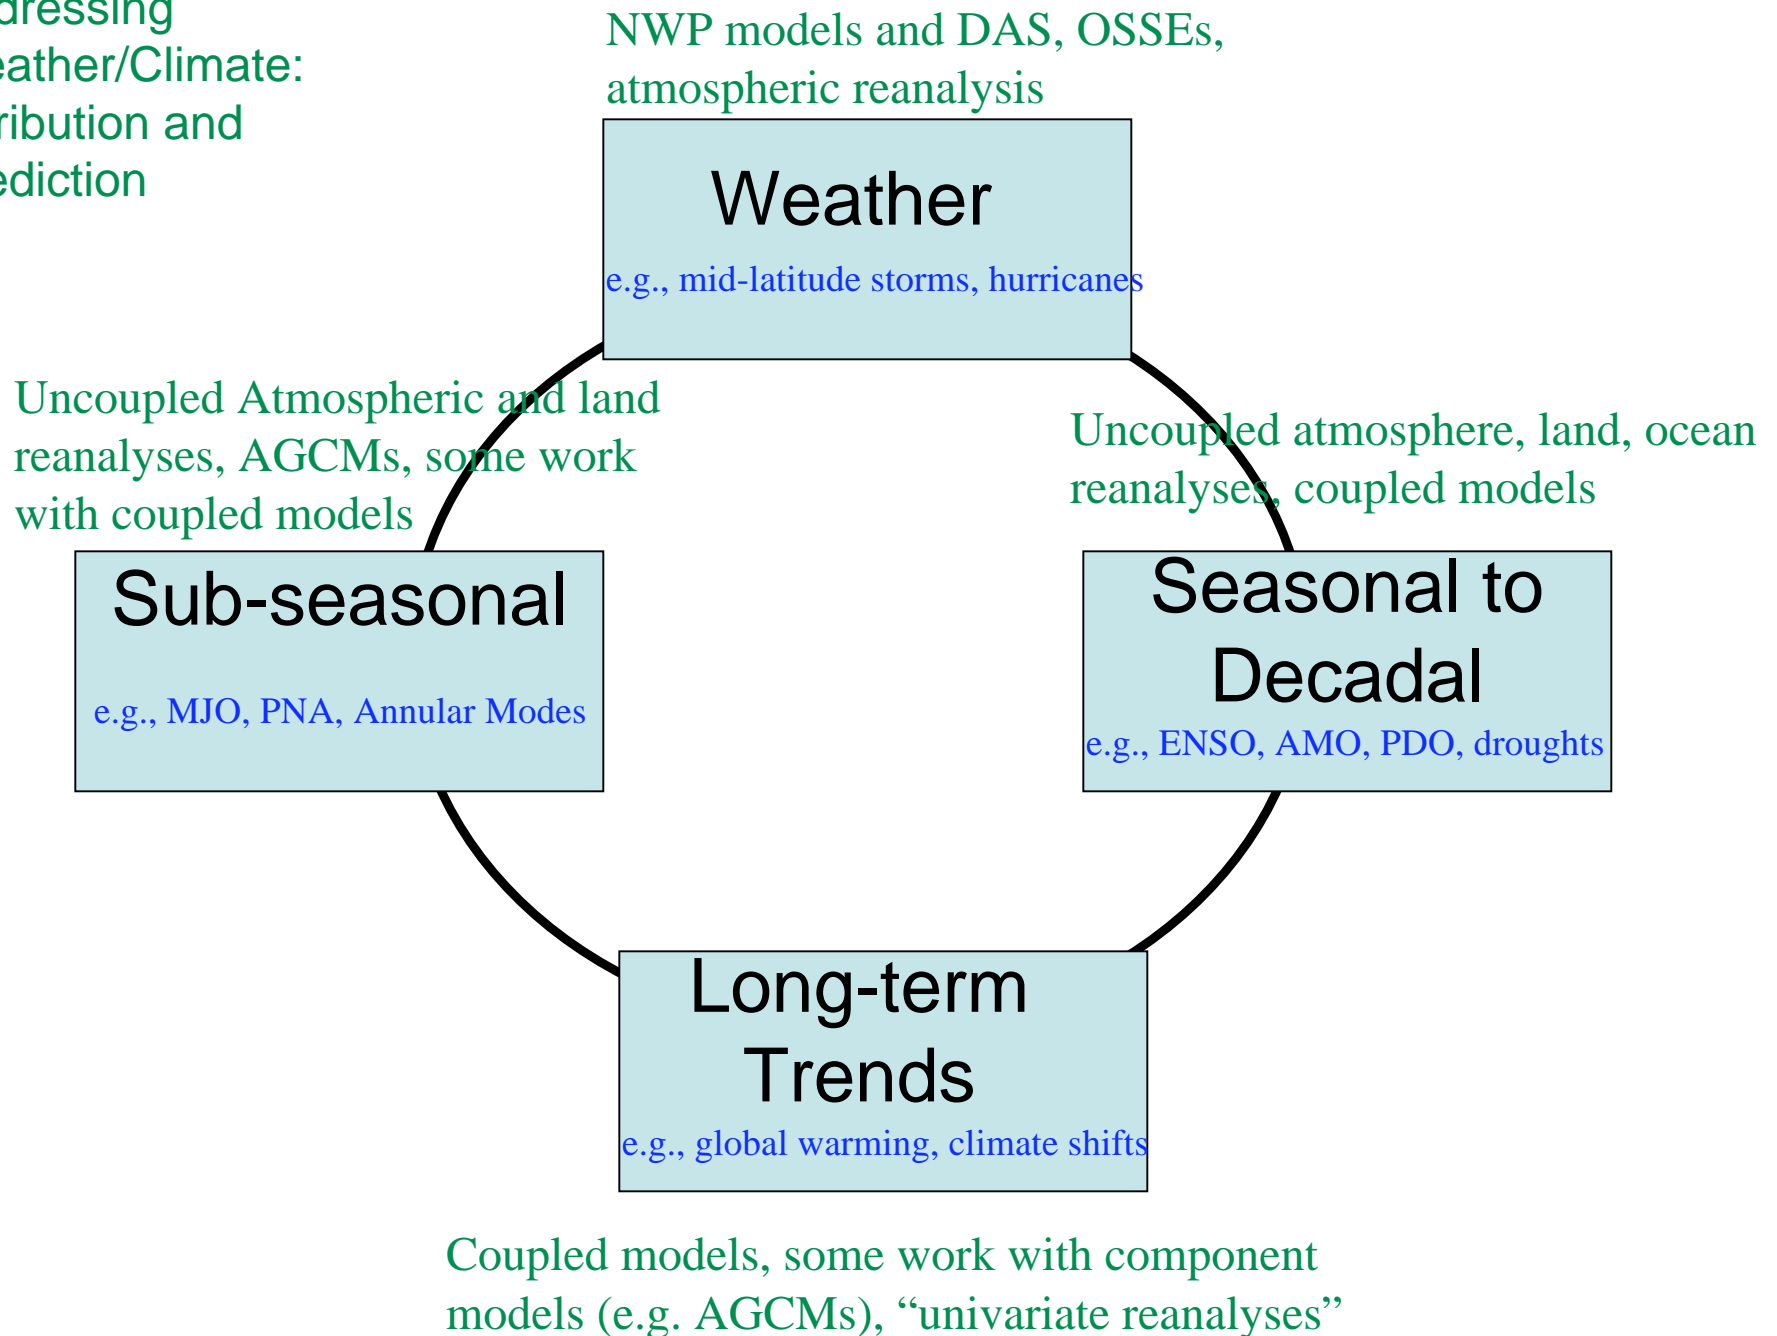 dressing
eather/Climate:
ribution and
ediction
NWP models and DAS, OSSEs,
atmospheric reanalysis
Weather
e.g., mid-latitude storms, hurricanes
Uncoupled Atmospheric and land
reanalyses, AGCMs, some work
with coupled models
Uncoupled atmosphere, land, ocean
reanalyses, coupled models
Sub-seasonal
e.g., MJO, PNA, Annular Modes
Seasonal to
Decadal
e.g., ENSO, AMO, PDO, droughts
Long-term
Trends
e.g., global warming, climate shifts
Coupled models, some work with component
models (e.g. AGCMs), “univariate reanalyses”